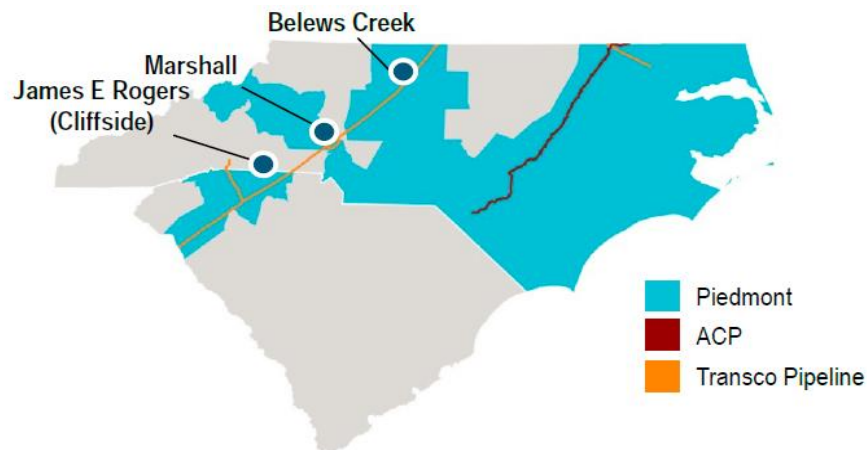 Belews Creek
Marshall
James E Rogers
(Cliffside)
Piedmont
ACP
Transco Pipeline